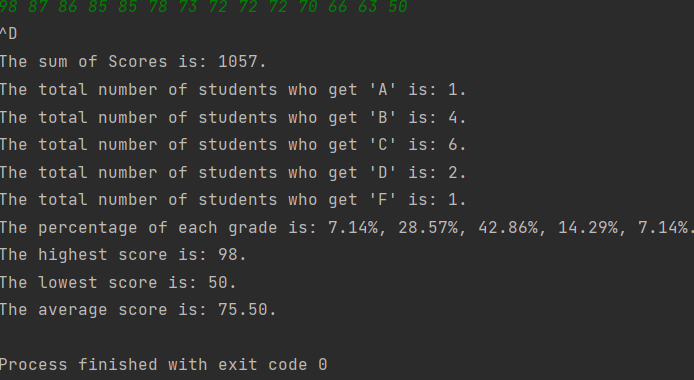 98 87 86 85 85 78 73 72 72 72 70 66 63 50
^D
The sum of Scores is: 1057.
The total number of students who get 'A' is: 1.
The total number of students who get 'B' is: 4.
The total number of students who get 'C' is: 6.
The total number of students who get 'D' is: 2.
The total number of students who get 'F' is: 1.
The percentage of each grade is: 7.14%, 28.57%, 42.86%, 14.29%, 7.14%.
The highest score is: 98.
The lowest score is: 50.
The average score is: 75.50.
Process finished with exit code 0